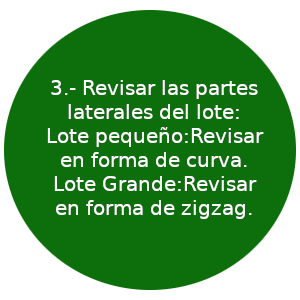 3.- Revisar las partes
laterales del lote:
Lote pequeño:Revisar
en forma de curva.
Lote Grande:Revisar
en forma de zigzag.